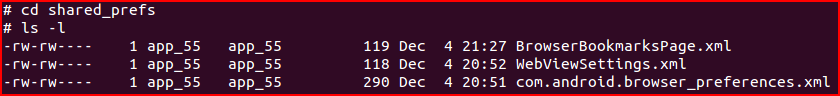 # cd shared_prefs
# ls -l
-rw-rw---- 1 app_55 app_55 119 Dec 4 21:27 BrowserBookmarksPage.xml
-rw-rw---- 1 app_55 app_55 118 Dec 4 20:52 WebViewSettings.xml
-rw-rw---- 1 app_55 app_55 290 Dec 4 20:51 com.android.browser_preferences.xml